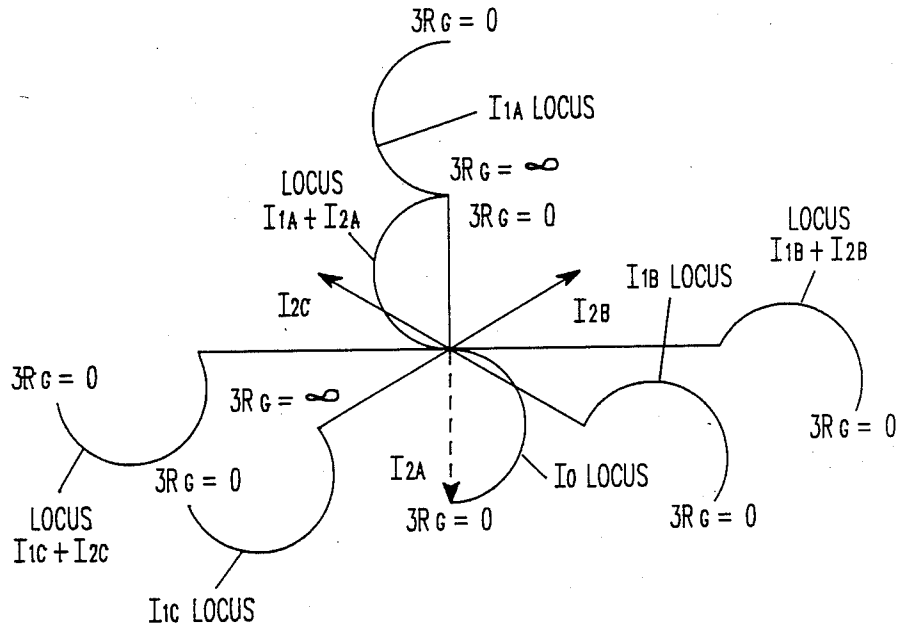 3RG = 0
I1A LOCUS
3RG = ∞
3RG = 0
LOCUS
I1A + I2A
LOCUS
I1B + I2B
I1B LOCUS
I2C
I2B
3RG = 0
3RG = ∞
3RG = 0
I2A
I0 LOCUS
3RG = 0
3RG = 0
3RG = 0
LOCUS
I1C + I2C
I1C LOCUS